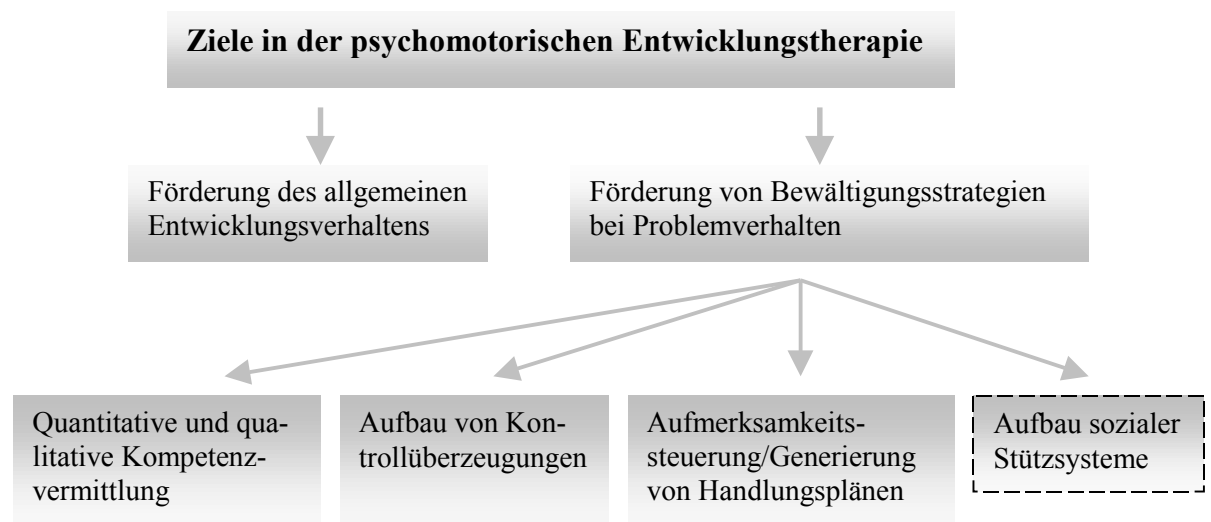 Ziele in der psychomotorischen Entwicklungstherapie
Förderung des allgemeinen
Entwicklungsverhaltens
Förderung von Bewältigungsstrategien
bei Problemverhalten
Quantitative und qua-
litative Kompetenz-
vermittlung
Aufbau von Kon-
trollüberzeugungen
Aufmerksamkeits-
steuerung/Generierung
von Handlungsplänen
Aufbau sozialer
Stützsysteme